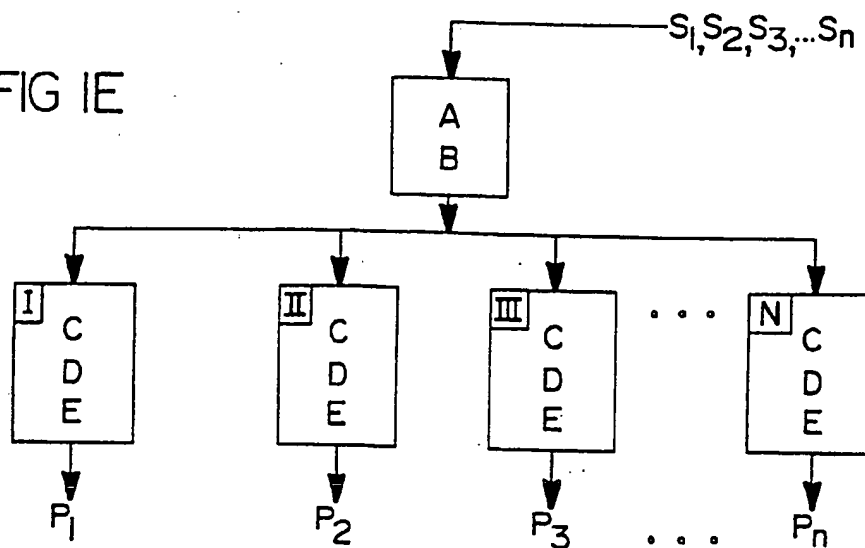 S1,S2,S3,...Sn
FIG 1E
A
B
I II III ... N
C C C C
D D D D
E E E E
P1 P2 P3 ... Pn